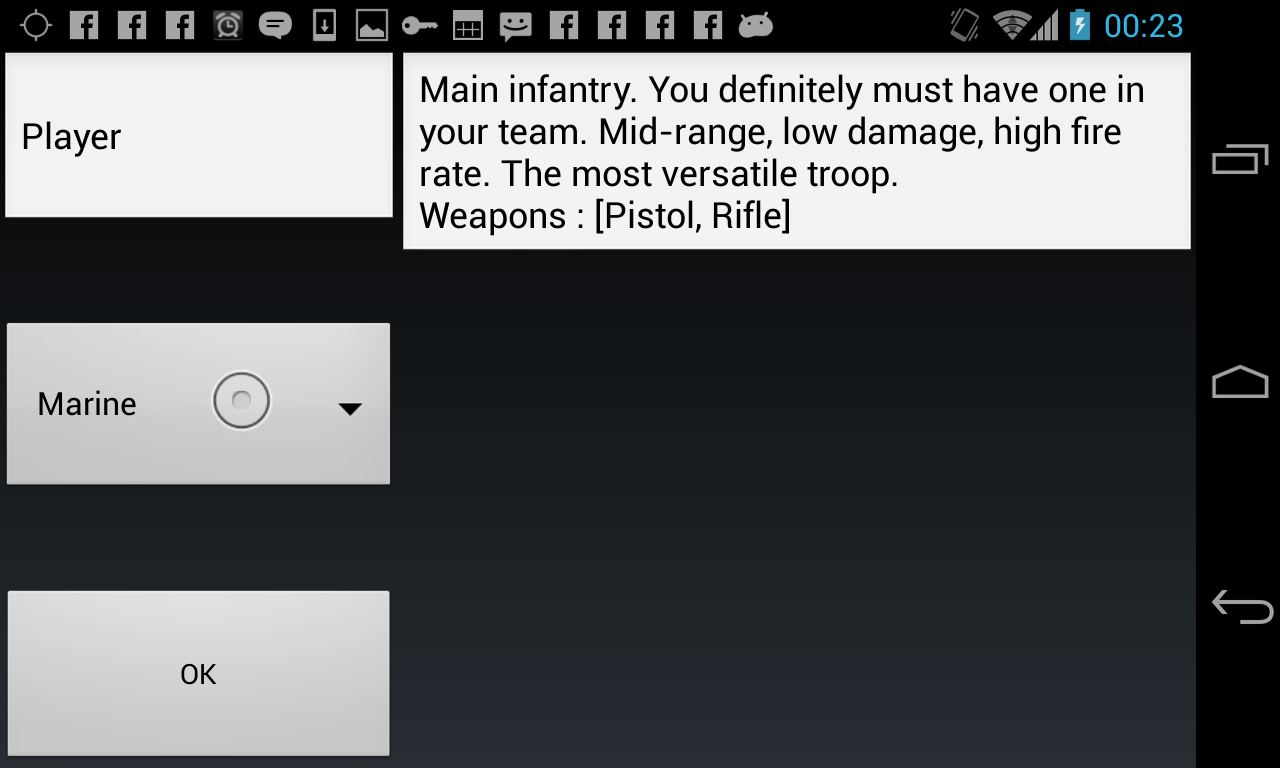 00:23
Player
Main infantry. You definitely must have one in
your team. Mid-range, low damage, high fire
rate. The most versatile troop.
Weapons : [Pistol, Rifle]
Marine
OK